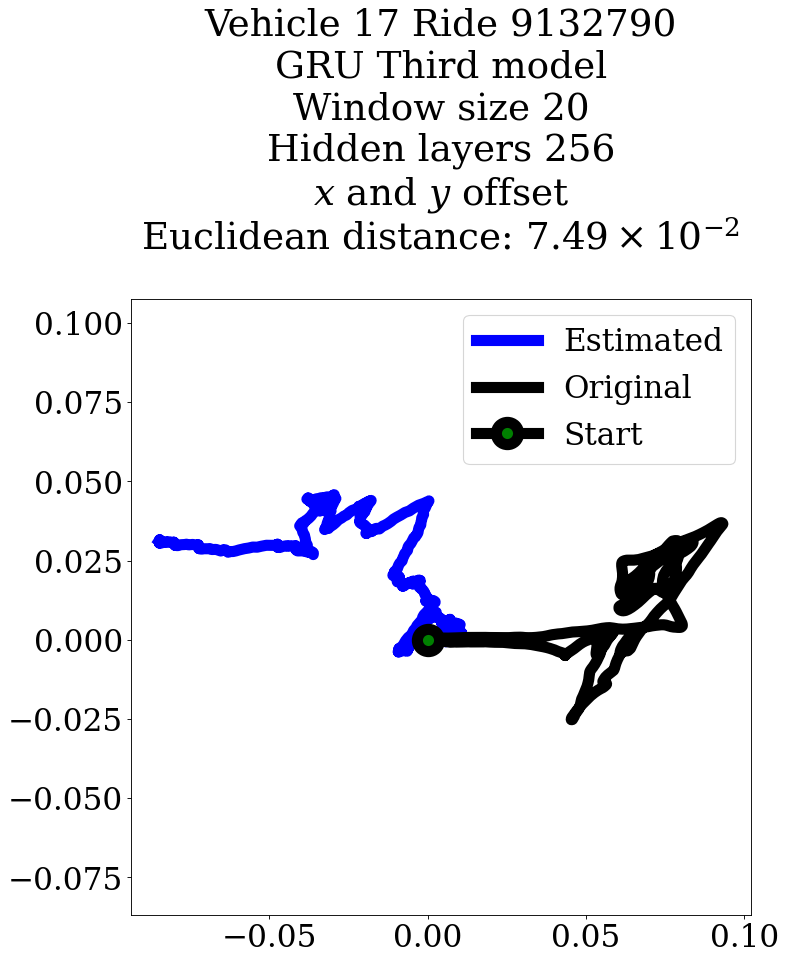 Vehicle 17 Ride 9132790
GRU Third model
Window size 20
Hidden layers 256
x and y offset
Euclidean distance: 7.49 × 10⁻²
Estimated
Original
Start
0.100
0.075
0.050
0.025
0.000
−0.025
−0.050
−0.075
−0.05 0.00 0.05 0.10